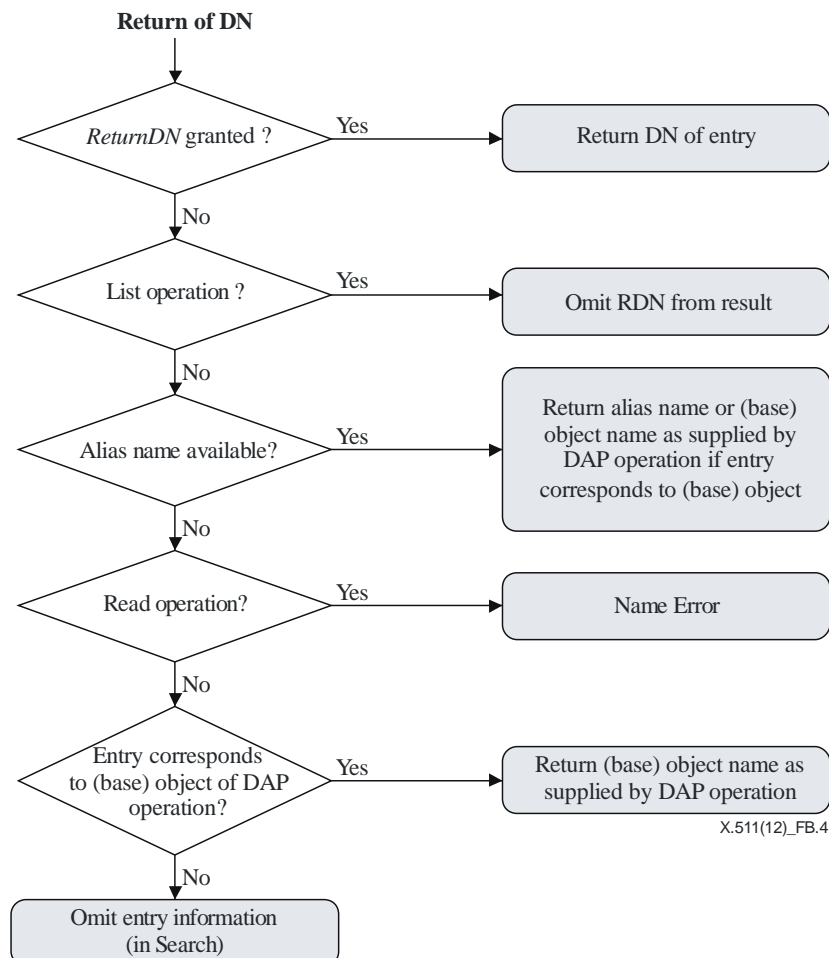 Return of DN
ReturnDN granted ?
Yes
Return DN of entry
No
List operation ?
Yes
Omit RDN from result
No
Alias name available?
Yes
Return alias name or (base)
object name as supplied by
DAP operation if entry
corresponds to (base) object
No
Read operation?
Yes
Name Error
No
Entry corresponds
to (base) object of DAP
operation?
Yes
Return (base) object name as
supplied by DAP operation
X.511(12)_FB.4
No
Omit entry information
(in Search)